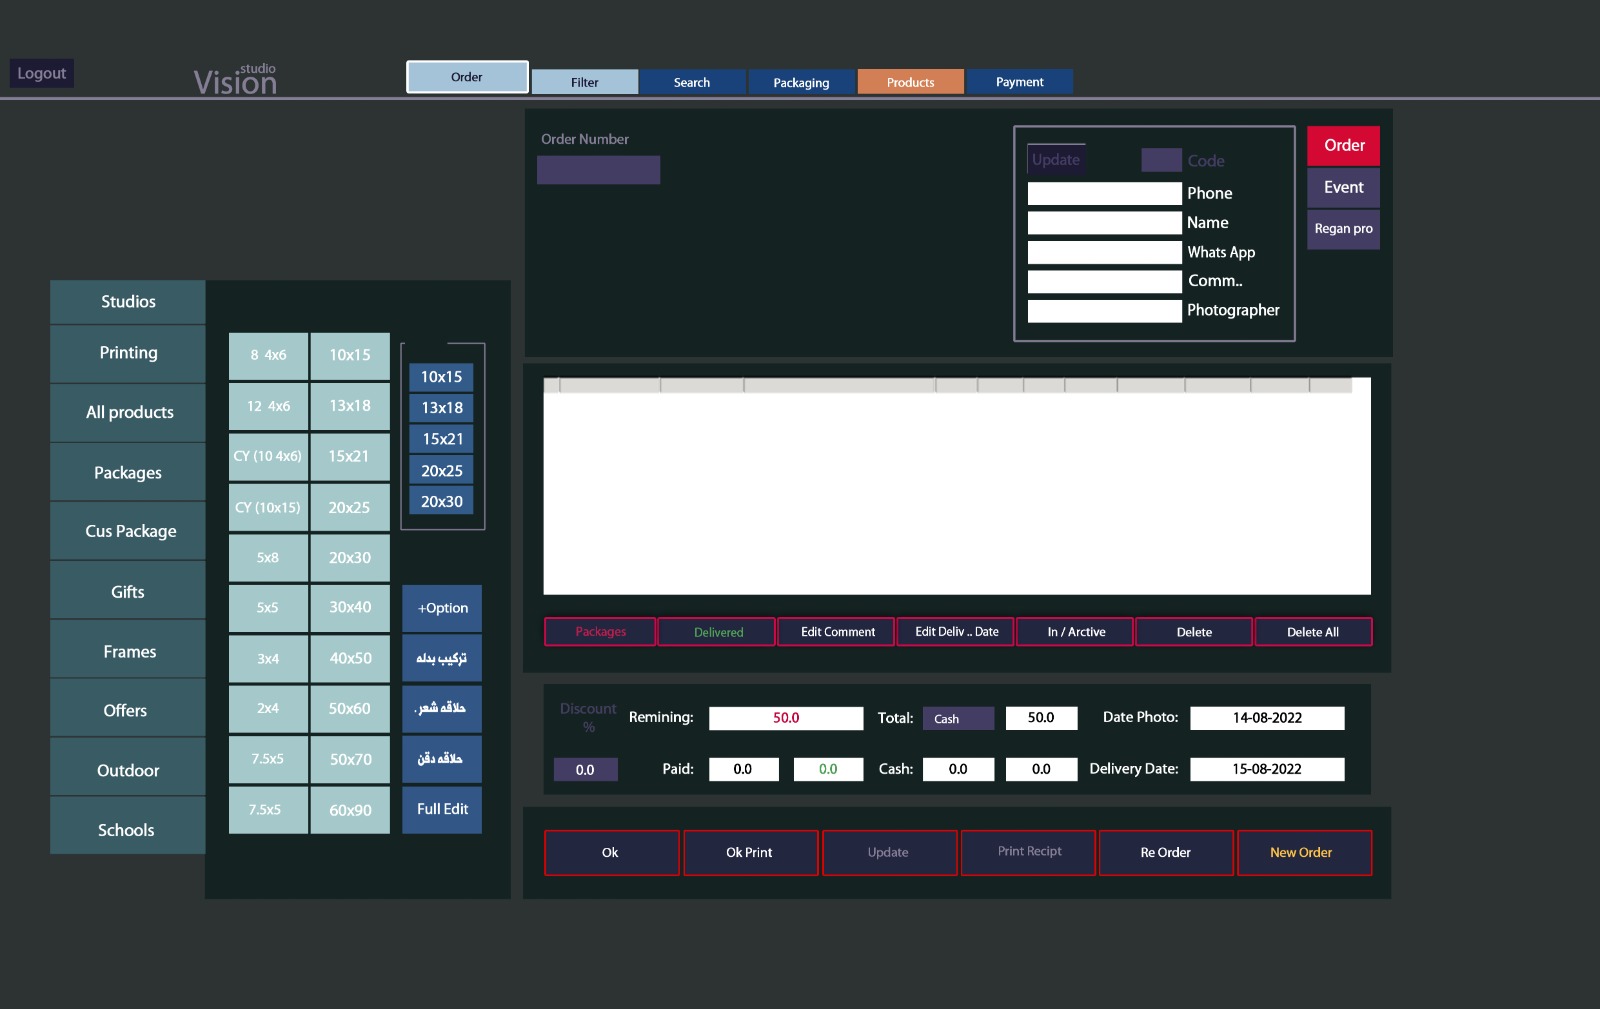 Logout
studio
Vision
Order
Filter
Search
Packaging
Products
Payment
Order Number
Update
Code
Phone
Name
Whats App
Comm..
Photographer
Order
Event
Regan pro
Studios
Printing
All products
Packages
Cus Package
Gifts
Frames
Offers
Outdoor
Schools
8 4x6
10x15
12 4x6
13x18
CY (10 4x6)
15x21
CY (10x15)
20x25
5x8
20x30
5x5
30x40
3x4
40x50
2x4
50x60
7.5x5
50x70
7.5x5
60x90
10x15
13x18
15x21
20x25
20x30
+Option
تركيب بدله
حلاقه شعر .
حلاقه دقن
Full Edit
Packages
Delivered
Edit Comment
Edit Deliv .. Date
In / Arctive
Delete
Delete All
Discount
%
Remining:
50.0
Total:
Cash
50.0
Date Photo:
14-08-2022
0.0
Paid:
0.0
0.0
Cash:
0.0
0.0
Delivery Date:
15-08-2022
Ok
Ok Print
Update
Print Recipt
Re Order
New Order